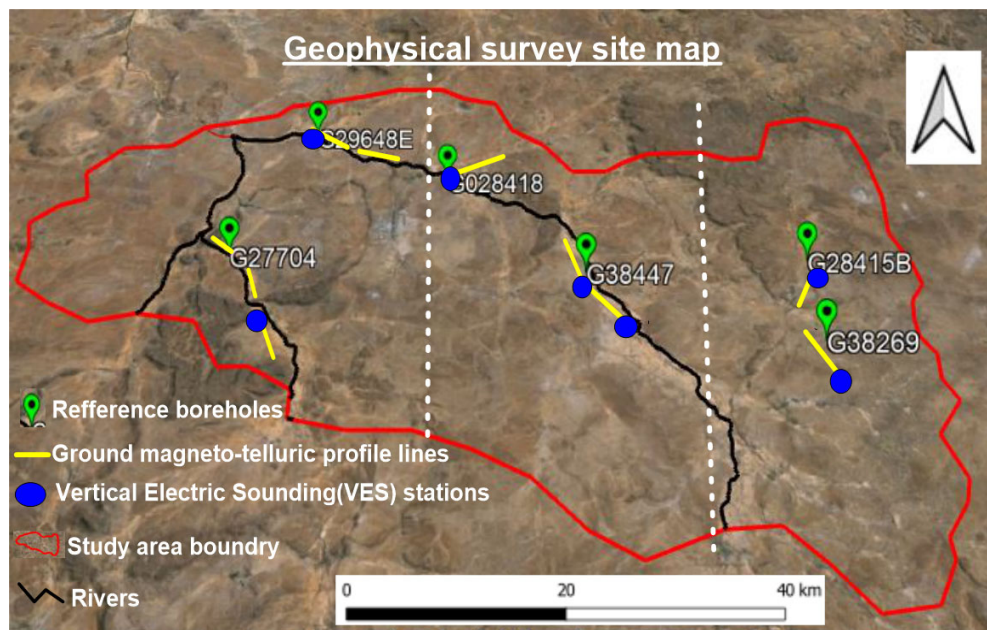 Geophysical survey site map
G29648E
G028418
G27704
G38447
G28415B
G38269
Refference boreholes
Ground magneto-telluric profile lines
Vertical Electric Sounding(VES) stations
Study area boundry
Rivers
0 20 40 km